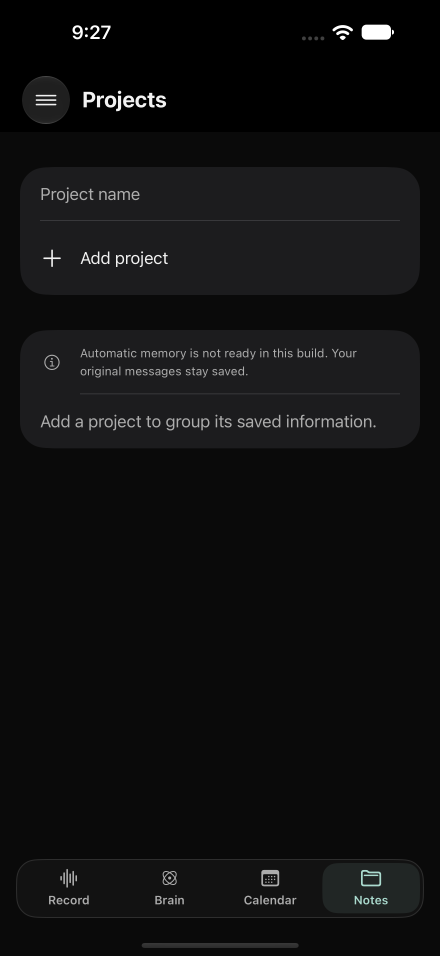 9:27
Projects
Project name
Add project
Automatic memory is not ready in this build. Your
original messages stay saved.
Add a project to group its saved information.
Record
Brain
Calendar
Notes